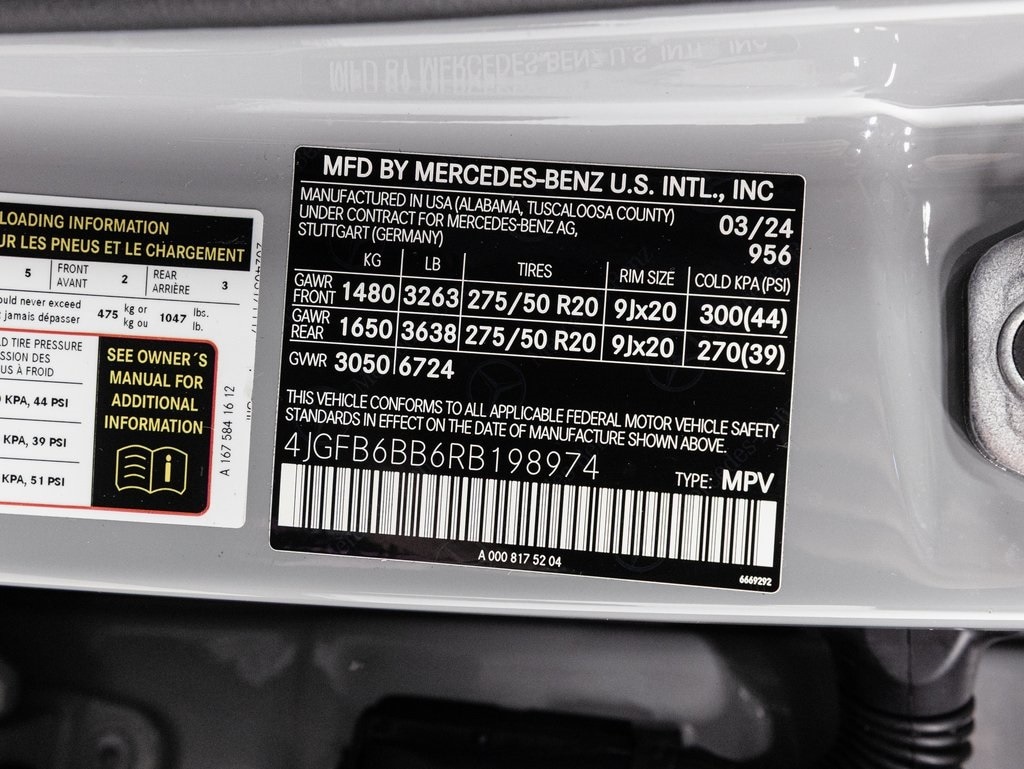 LOADING INFORMATION
UR LES PNEUS ET LE CHARGEMENT
5 FRONT AVANT 2 REAR ARRIÈRE 3
ould never exceed
t jamais dépasser
475 kg or kg ou 1047 lbs. lb.
D TIRE PRESSURE
SSION DES
US À FROID
KPA, 44 PSI
KPA, 39 PSI
KPA, 51 PSI
SEE OWNER´S
MANUAL FOR
ADDITIONAL
INFORMATION
A 167 584 16 12
MFD BY MERCEDES-BENZ U.S. INTL., INC
MANUFACTURED IN USA (ALABAMA, TUSCALOOSA COUNTY)
UNDER CONTRACT FOR MERCEDES-BENZ AG,
STUTTGART (GERMANY)
03/24
956
KG LB TIRES RIM SIZE COLD KPA(PSI)
GAWR FRONT 1480 3263 275/50 R20 9Jx20 300(44)
GAWR REAR 1650 3638 275/50 R20 9Jx20 270(39)
GVWR 3050 6724
THIS VEHICLE CONFORMS TO ALL APPLICABLE FEDERAL MOTOR VEHICLE SAFETY
STANDARDS IN EFFECT ON THE DATE OF MANUFACTURE SHOWN ABOVE.
4JGFB6BB6RB198974
TYPE: MPV
A 000 817 52 04
6669292